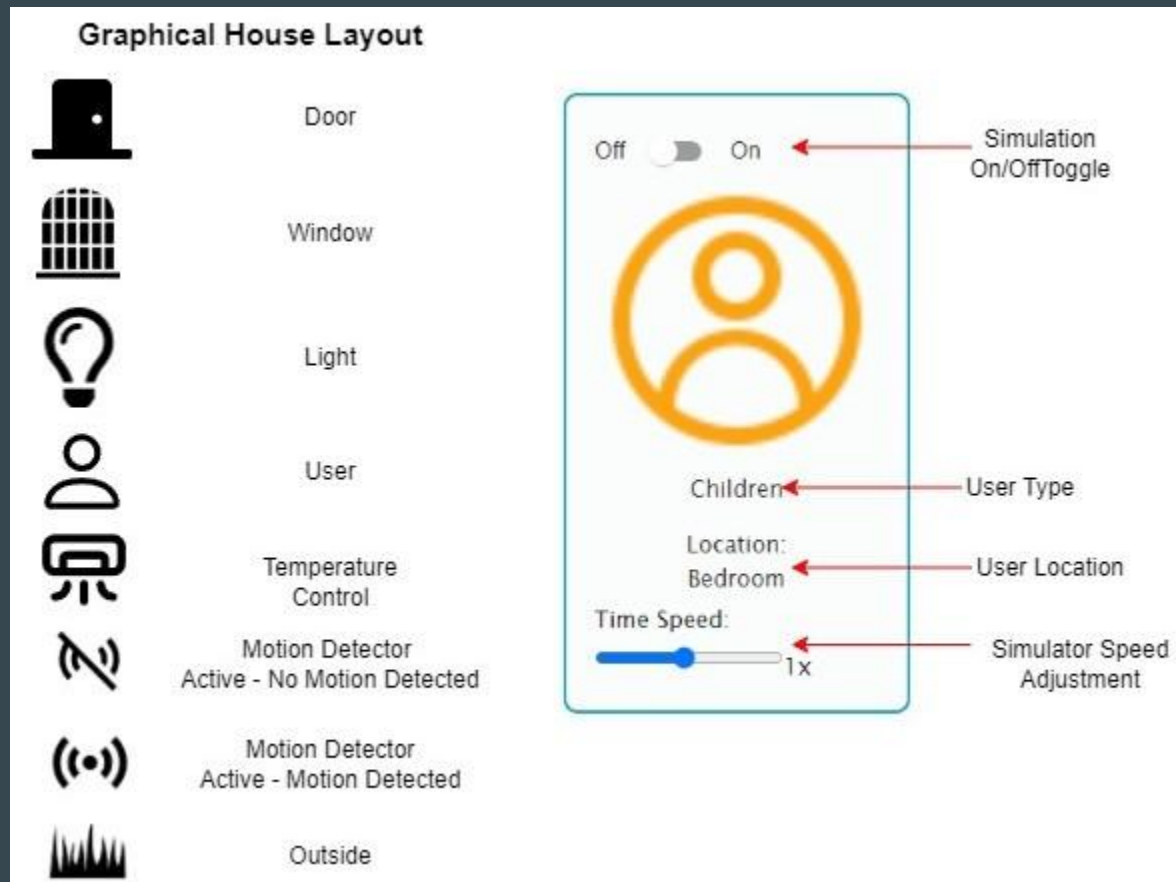 Graphical House Layout
Door
Window
Light
User
Temperature
Control
Motion Detector
Active - No Motion Detected
Motion Detector
Active - Motion Detected
Outside
Off On
Children
Location:
Bedroom
Time Speed:
1x
Simulation
On/OffToggle
User Type
User Location
Simulator Speed
Adjustment